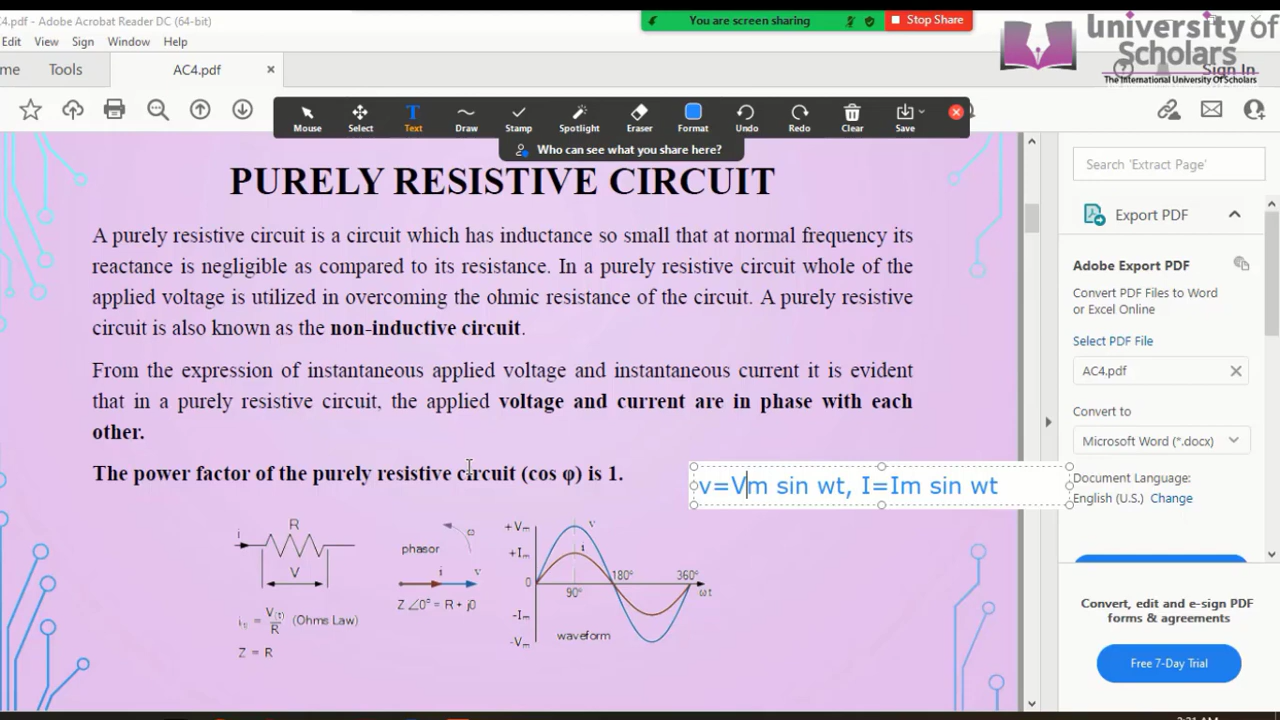 C4.pdf - Adobe Acrobat Reader DC (64-bit)
You are screen sharing
Stop Share
university of
Scholars
The International University Of Scholars
Edit View Sign Window Help
me Tools AC4.pdf
Sign In
Mouse Select Text Draw Stamp Spotlight Eraser Format Undo Redo Clear Save
Who can see what you share here?
PURELY RESISTIVE CIRCUIT
A purely resistive circuit is a circuit which has inductance so small that at normal frequency its
reactance is negligible as compared to its resistance. In a purely resistive circuit whole of the
applied voltage is utilized in overcoming the ohmic resistance of the circuit. A purely resistive
circuit is also known as the non-inductive circuit.
From the expression of instantaneous applied voltage and instantaneous current it is evident
that in a purely resistive circuit, the applied voltage and current are in phase with each
other.
The power factor of the purely resistive circuit (cos φ) is 1.
v=Vm sin wt, I=Im sin wt
R
i
V
i₍ₜ₎ = V(t)/R (Ohms Law)
Z = R
phasor
ω
i v
Z ∠0° = R + j0
+Vₘ
+Iₘ
0
-Iₘ
-Vₘ
v
i
90°
180°
360°
ωt
waveform
Search 'Extract Page'
Export PDF
Adobe Export PDF
Convert PDF Files to Word
or Excel Online
Select PDF File
AC4.pdf
Convert to
Microsoft Word (*.docx)
Document Language:
English (U.S.) Change
Convert, edit and e-sign PDF
forms & agreements
Free 7-Day Trial